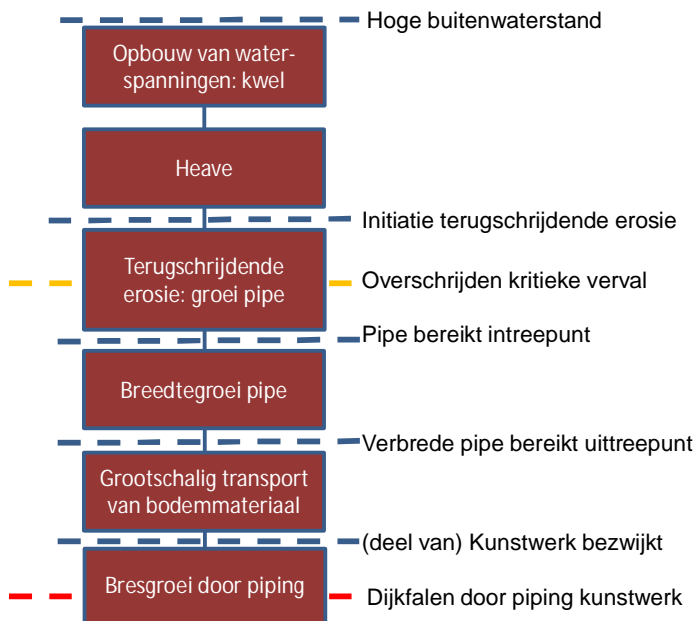 Hoge buitenwaterstand
Opbouw van water-
spanningen: kwel
Heave
Initiatie terugschrijdende erosie
Terugschrijdende
erosie: groei pipe
Overschrijden kritieke verval
Pipe bereikt intreepunt
Breedtegroei pipe
Verbrede pipe bereikt uittreepunt
Grootschalig transport
van bodemmateriaal
(deel van) Kunstwerk bezwijkt
Bresgroei door piping
Dijkfalen door piping kunstwerk